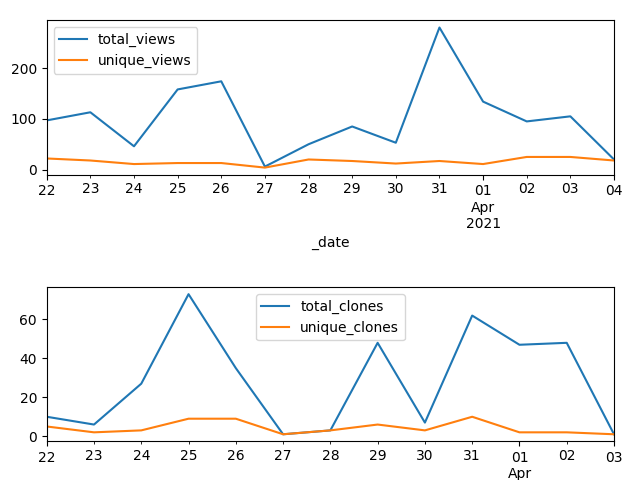 total_views
unique_views
200
100
0
22 23 24 25 26 27 28 29 30 31 01 02 03 04
Apr
2021
_date
total_clones
unique_clones
60
40
20
0
22 23 24 25 26 27 28 29 30 31 01 02 03
Apr